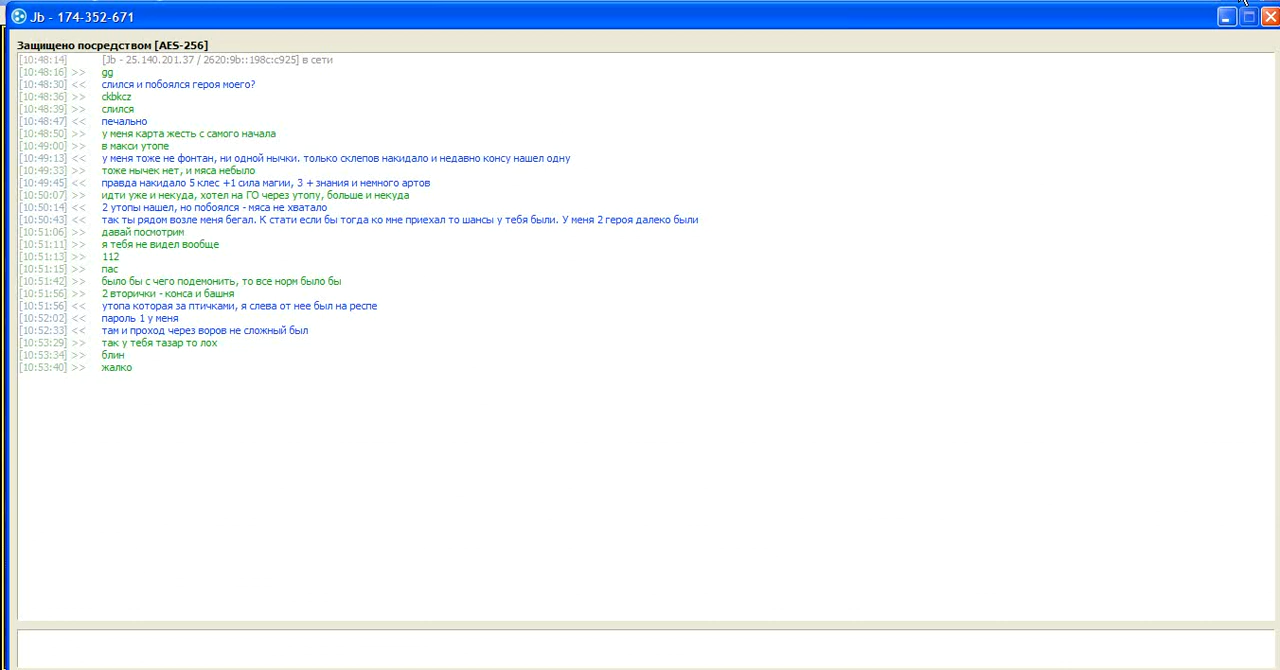 Jb - 174-352-671
Защищено посредством [AES-256]
[10:48:14] [Jb - 25.140.201.37 / 2620:9b::198c:c925] в сети
[10:48:16] >> gg
[10:48:30] << слился и побоялся героя моего?
[10:48:36] >> ckbkcz
[10:48:39] >> слился
[10:48:47] << печально
[10:48:50] >> у меня карта жесть с самого начала
[10:49:00] >> в макси утопе
[10:49:13] << у меня тоже не фонтан, ни одной нычки. только склепов накидало и недавно консу нашел одну
[10:49:33] >> тоже нычек нет, и мяса небыло
[10:49:45] << правда накидало 5 клес +1 сила магии, 3 + знания и немного артов
[10:50:07] >> идти уже и некуда, хотел на ГО через утопу, больше и некуда
[10:50:14] << 2 утопы нашел, но побоялся - мяса не хватало
[10:50:43] << так ты рядом возле меня бегал. К стати если бы тогда ко мне приехал то шансы у тебя были. У меня 2 героя далеко были
[10:51:06] >> давай посмотрим
[10:51:11] >> я тебя не видел вообще
[10:51:13] >> 112
[10:51:15] >> пас
[10:51:42] >> было бы с чего подемонить, то все норм было бы
[10:51:56] >> 2 вторички - конса и башня
[10:51:56] << утопа которая за птичками, я слева от нее был на респе
[10:52:02] << пароль 1 у меня
[10:52:33] << там и проход через воров не сложный был
[10:53:29] >> так у тебя тазар то лох
[10:53:34] >> блин
[10:53:40] >> жалко